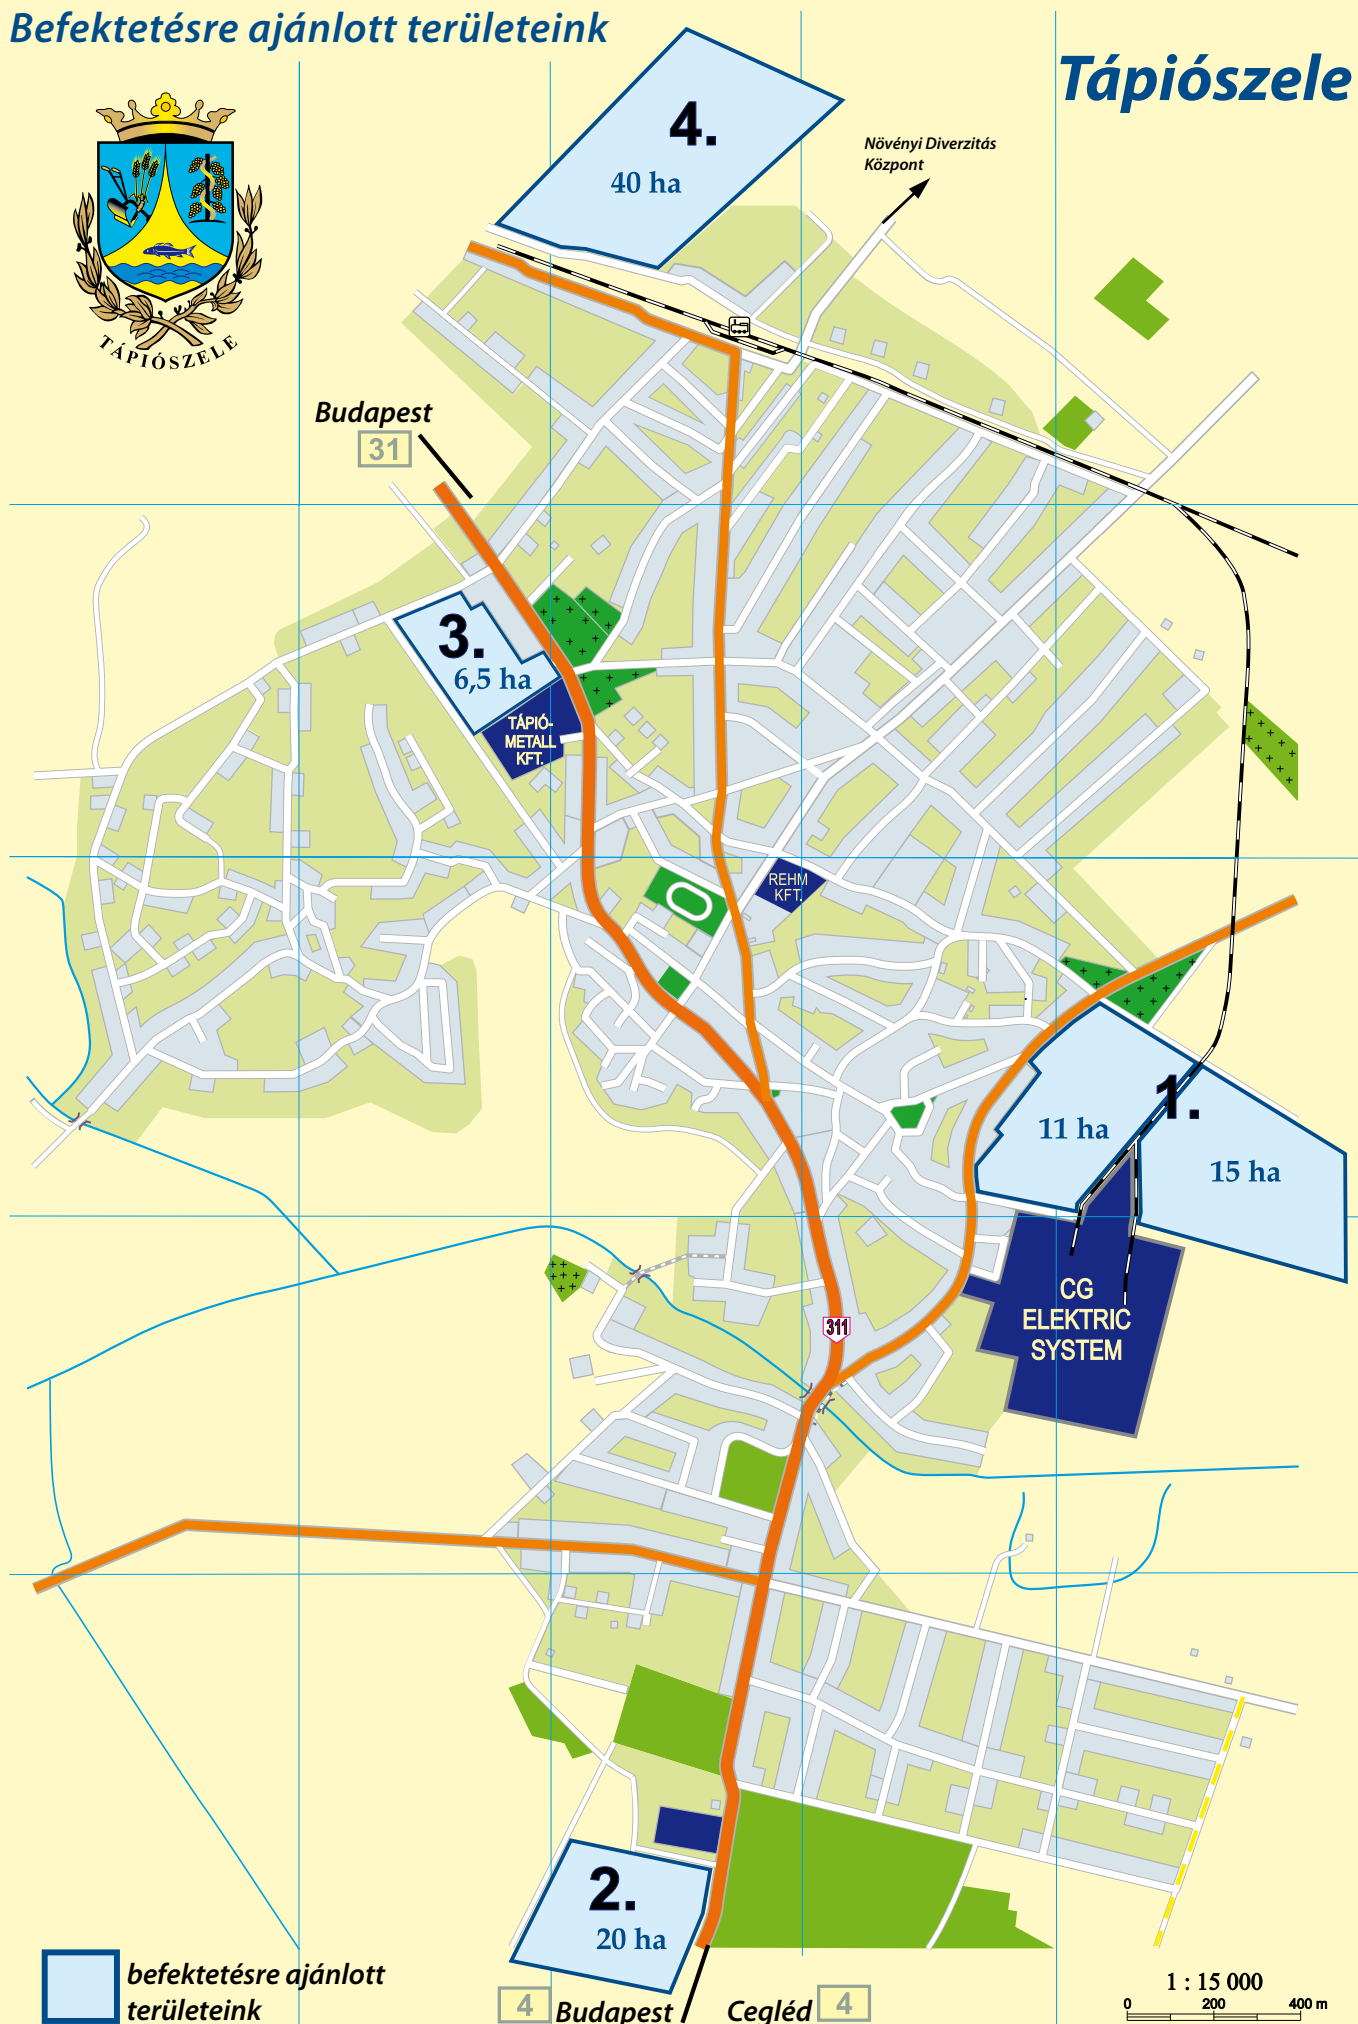 Befektetésre ajánlott területeink
Tápiószele
4.
40 ha
Növényi Diverzitás
Központ
TÁPIÓSZELE
Budapest
31
3.
6,5 ha
TÁPIÓ-
METALL
KFT.
REHM
KFT.
1.
11 ha
15 ha
CG
ELEKTRIC
SYSTEM
311
2.
20 ha
befektetésre ajánlott
területeink
4 Budapest
Cegléd 4
1 : 15 000
0 200 400 m